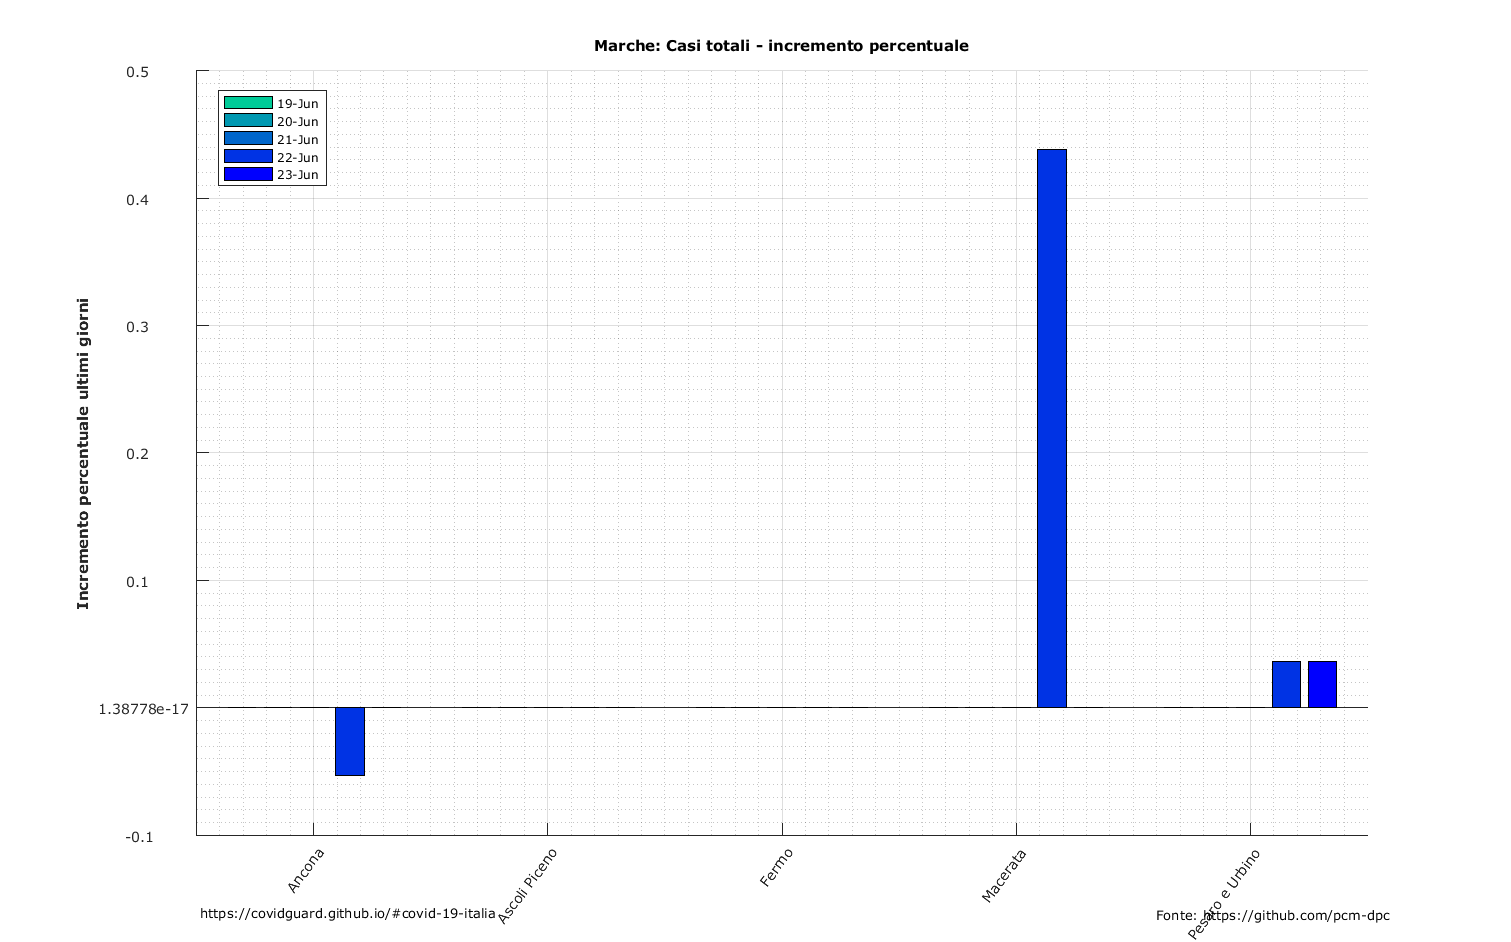 Marche: Casi totali - incremento percentuale
0.5
0.4
0.3
0.2
0.1
1.38778e-17
-0.1
Incremento percentuale ultimi giorni
19-Jun
20-Jun
21-Jun
22-Jun
23-Jun
Ancona
Ascoli Piceno
Fermo
Macerata
Pesaro e Urbino
https://covidguard.github.io/#covid-19-italia
Fonte: https://github.com/pcm-dpc